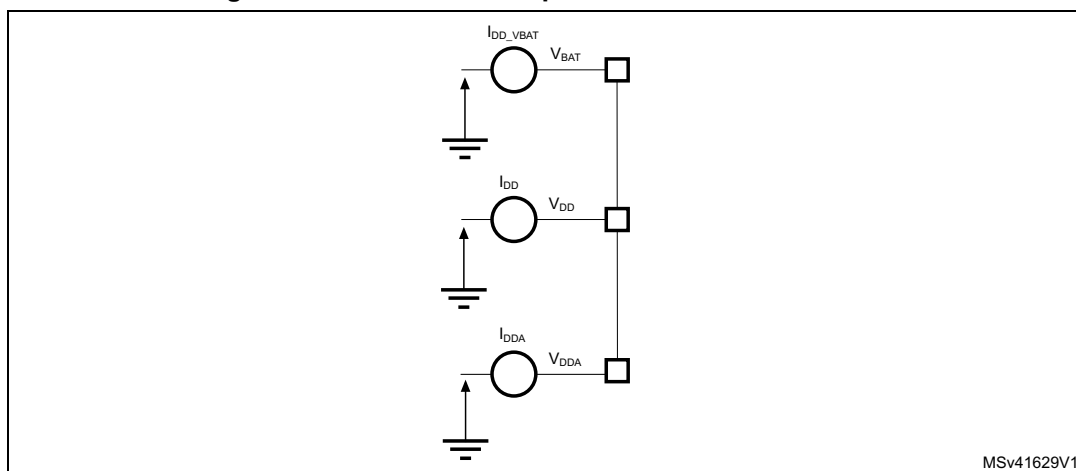 I_DD_VBAT
V_BAT
I_DD
V_DD
I_DDA
V_DDA
MSv41629V1